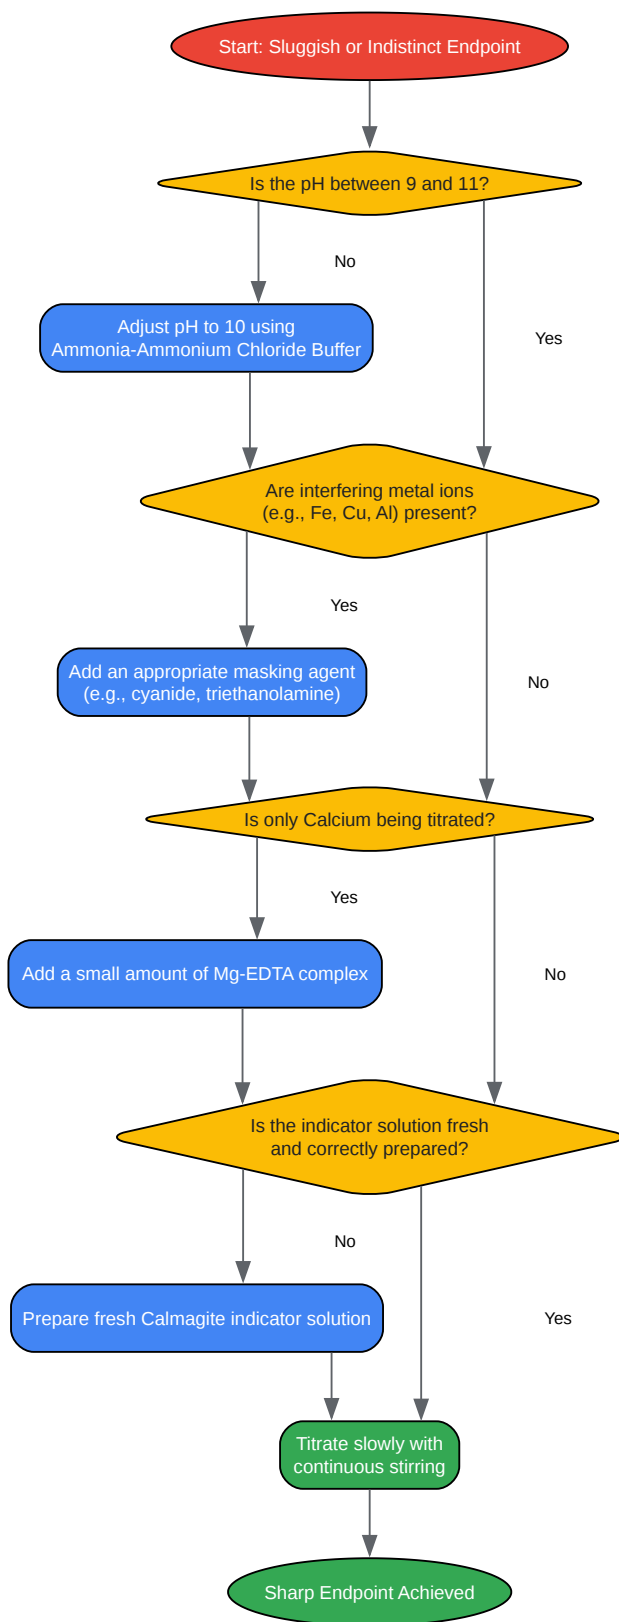 Start: Sluggish or Indistinct Endpoint
Is the pH between 9 and 11?
No
Adjust pH to 10 using
Ammonia-Ammonium Chloride Buffer
Yes
Are interfering metal ions
(e.g., Fe, Cu, Al) present?
Yes
Add an appropriate masking agent
(e.g., cyanide, triethanolamine)
No
Is only Calcium being titrated?
Yes
Add a small amount of Mg-EDTA complex
No
Is the indicator solution fresh
and correctly prepared?
No
Prepare fresh Calmagite indicator solution
Yes
Titrate slowly with
continuous stirring
Sharp Endpoint Achieved